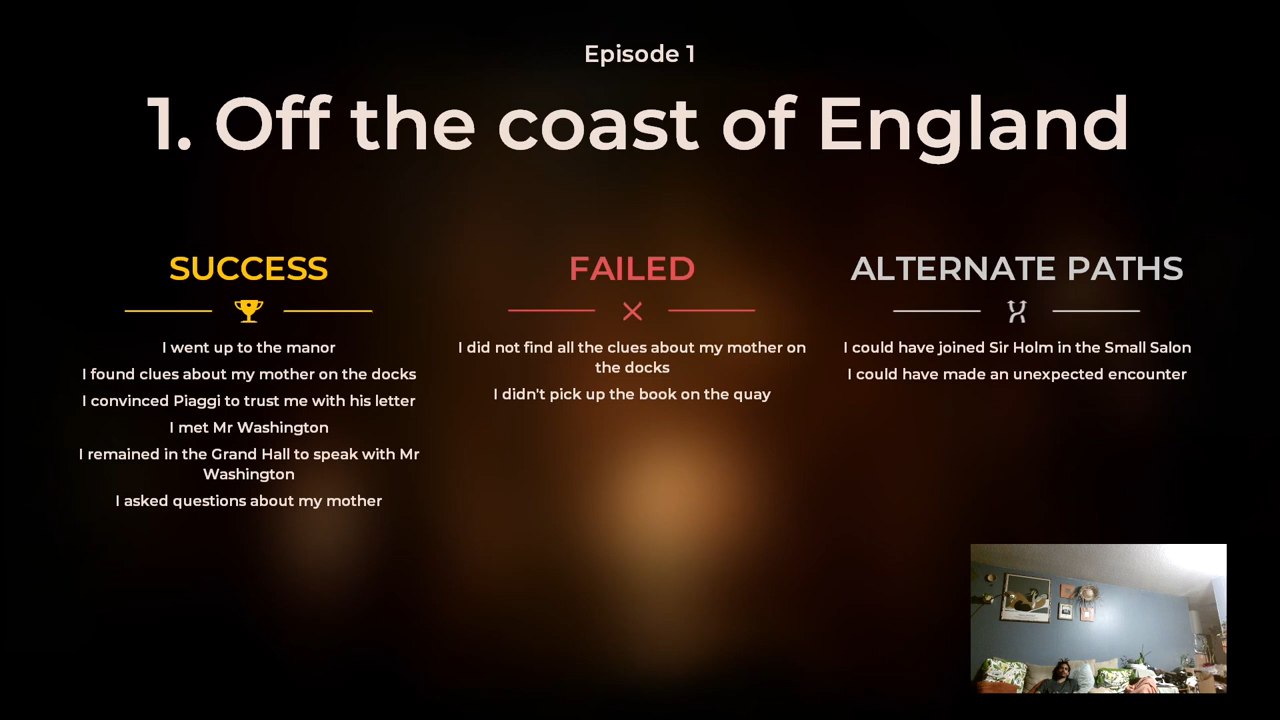 Episode 1
1. Off the coast of England
SUCCESS
I went up to the manor
I found clues about my mother on the docks
I convinced Piaggi to trust me with his letter
I met Mr Washington
I remained in the Grand Hall to speak with Mr
Washington
I asked questions about my mother
FAILED
I did not find all the clues about my mother on
the docks
I didn't pick up the book on the quay
ALTERNATE PATHS
I could have joined Sir Holm in the Small Salon
I could have made an unexpected encounter